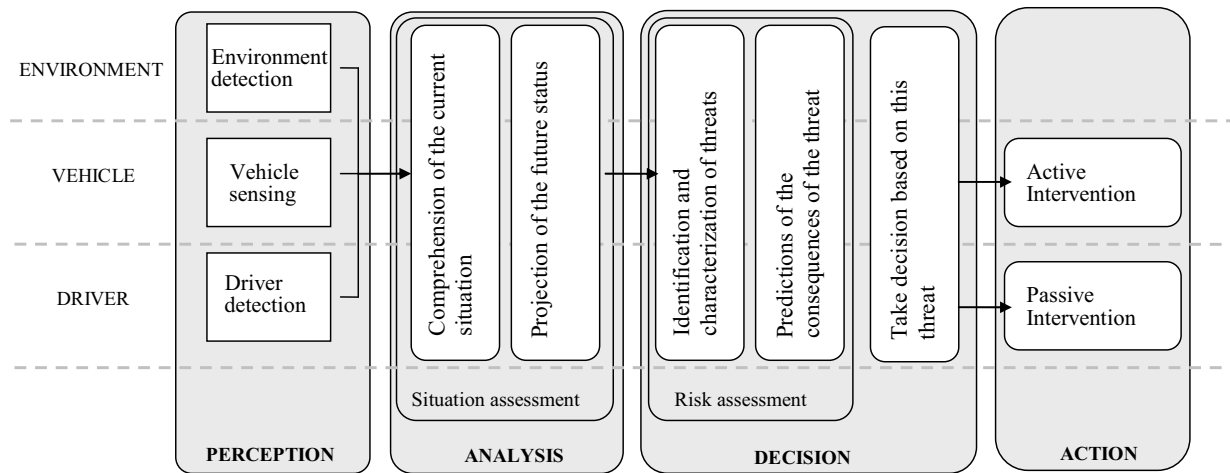 ENVIRONMENT
VEHICLE
DRIVER
Environment
detection
Vehicle
sensing
Driver
detection
PERCEPTION
Comprehension of the current
situation
Projection of the future status
Situation assessment
ANALYSIS
Identification and
characterization of threats
Predictions of the
consequences of the threat
Risk assessment
Take decision based on this
threat
DECISION
Active
Intervention
Passive
Intervention
ACTION